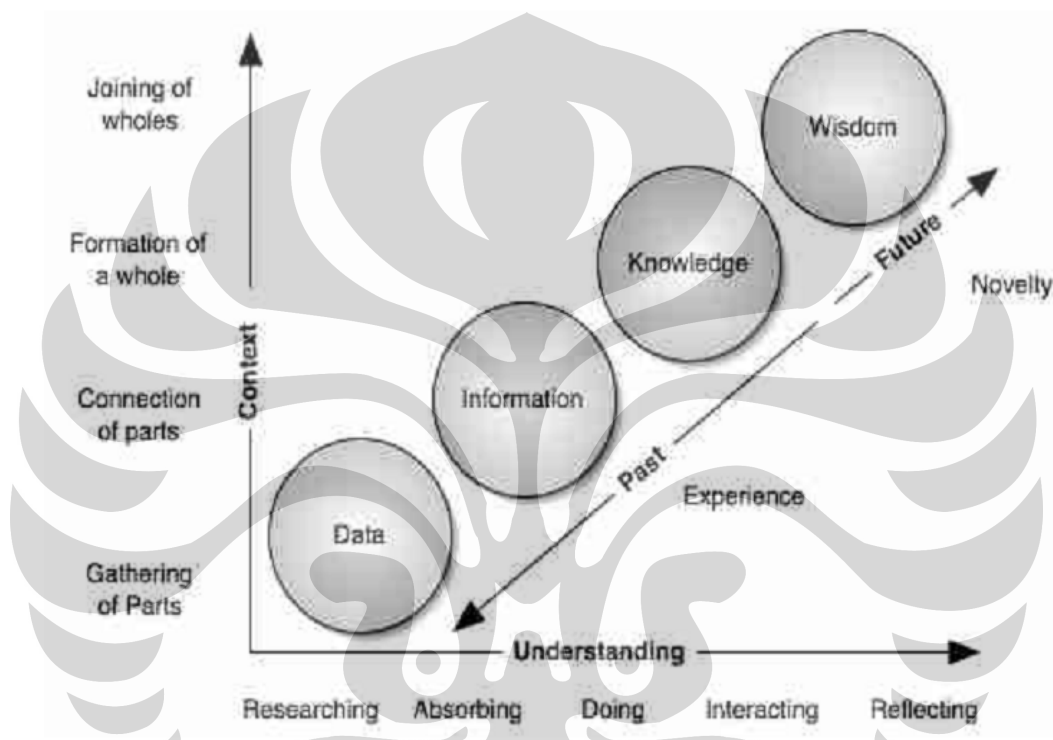 Joining of
wholes
Wisdom
Formation of
a whole
Knowledge
Future
Novelty
Context
Connection
of parts
Information
Past
Experience
Data
Gathering
of Parts
Understanding
Researching
Absorbing
Doing
Interacting
Reflecting